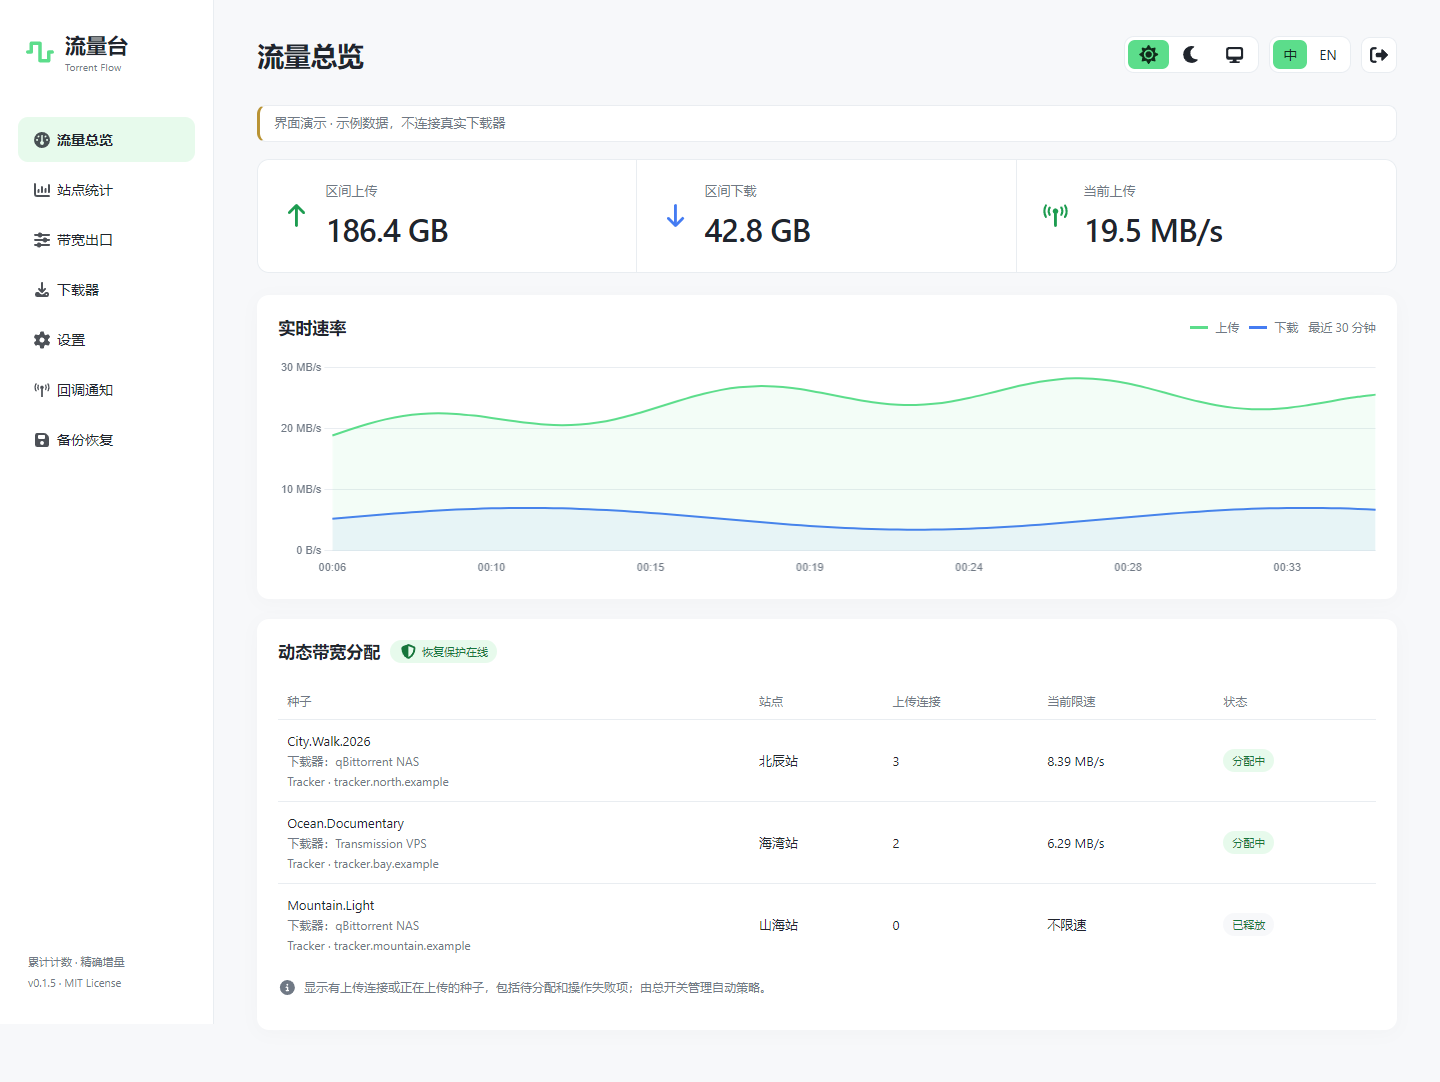 流量台
Torrent Flow
流量总览
站点统计
带宽出口
下载器
设置
回调通知
备份恢复
累计计数 · 精确增量
v0.1.5 · MIT License
流量总览
中 EN
界面演示 · 示例数据，不连接真实下载器
区间上传
186.4 GB
区间下载
42.8 GB
当前上传
19.5 MB/s
实时速率
上传 下载 最近 30 分钟
30 MB/s
20 MB/s
10 MB/s
0 B/s
00:06 00:10 00:15 00:19 00:24 00:28 00:33
动态带宽分配 恢复保护在线
种子 站点 上传连接 当前限速 状态
City.Walk.2026
下载器：qBittorrent NAS
Tracker · tracker.north.example
北辰站 3 8.39 MB/s 分配中
Ocean.Documentary
下载器：Transmission VPS
Tracker · tracker.bay.example
海湾站 2 6.29 MB/s 分配中
Mountain.Light
下载器：qBittorrent NAS
Tracker · tracker.mountain.example
山海站 0 不限速 已释放
显示有上传连接或正在上传的种子，包括待分配和操作失败项；由总开关管理自动策略。